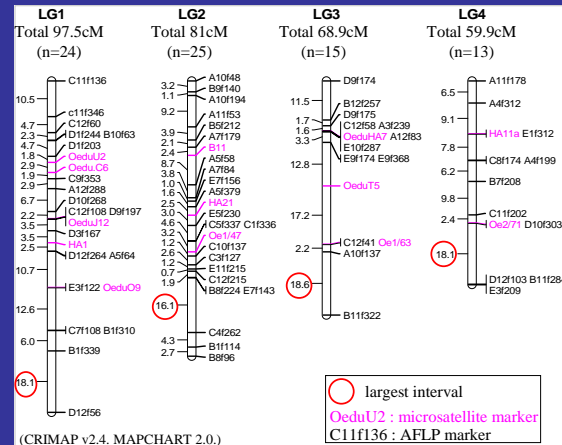 LG1
Total 97.5cM
(n=24)
C11f136
10.5
c11f346
4.7
C12f60
2.3
D1f244 B10f63
4.7
D1f203
1.8
OeduU2
2.9
Oedu.C6
1.9
C9f353
2.9
A12f288
6.7
D10f268
2.2
C12f108 D9f197
3.5
OeduJ12
3.5
D3f167
2.5
HA1
D12f264 A5f64
10.7
E3f122 OeduO9
12.6
C7f108 B1f310
6.0
B1f339
18.1
D12f56
LG2
Total 81cM
(n=25)
A10f48
3.2
B9f140
1.1
A10f194
9.2
A11f53
3.9
B5f212
2.1
A7f179
2.4
B11
8.7
A5f58
3.8
A7f84
1.0
E7f156
1.6
A5f379
2.5
HA21
3.0
E5f230
4.6
C5f337 C1f336
3.2
Oe1/47
1.2
C10f137
2.6
C3f127
1.2
E11f215
0.7
C12f215
1.9
B8f224 E7f143
16.1
C4f262
4.3
B1f114
2.7
B8f96
LG3
Total 68.9cM
(n=15)
D9f174
11.5
B12f257
1.7
D9f175
1.6
C12f58 A3f239
3.3
OeduHA7 A12f83
E10f287
E9f174 E9f368
12.8
OeduT5
17.2
C12f41 Oe1/63
2.2
A10f137
18.6
B11f322
LG4
Total 59.9cM
(n=13)
A11f178
6.5
A4f312
9.1
HA11a E1f312
7.8
C8f174 A4f199
6.2
B7f208
9.8
C11f202
2.4
Oe2/71 D10f303
18.1
D12f103 B11f284
E3f209
largest interval
OeduU2 : microsatellite marker
C11f136 : AFLP marker
(CRIMAP v2.4. MAPCHART 2.0.)